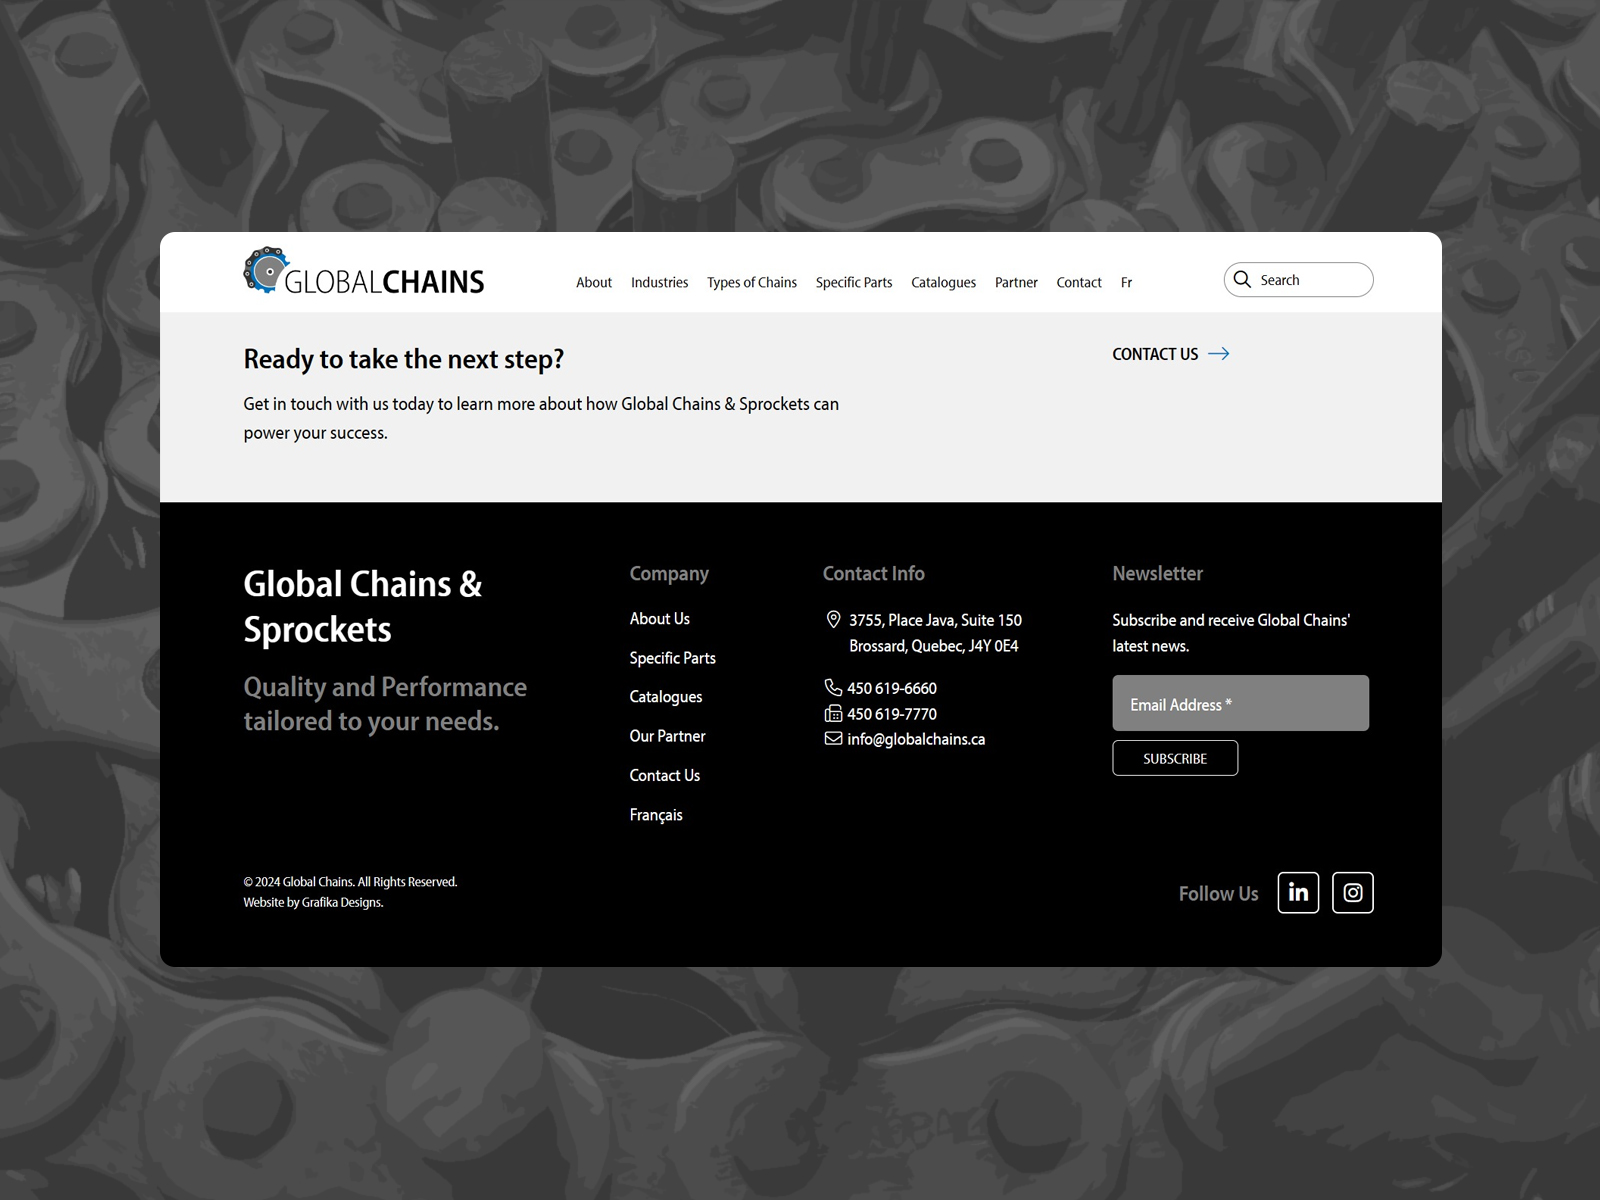 GLOBALCHAINS
About Industries Types of Chains Specific Parts Catalogues Partner Contact Fr
Search
Ready to take the next step?
CONTACT US
Get in touch with us today to learn more about how Global Chains & Sprockets can
power your success.
Global Chains &
Sprockets
Quality and Performance
tailored to your needs.
Company
About Us
Specific Parts
Catalogues
Our Partner
Contact Us
Français
Contact Info
3755, Place Java, Suite 150
Brossard, Quebec, J4Y 0E4
450 619-6660
450 619-7770
info@globalchains.ca
Newsletter
Subscribe and receive Global Chains'
latest news.
Email Address *
SUBSCRIBE
© 2024 Global Chains. All Rights Reserved.
Website by Grafika Designs.
Follow Us
in